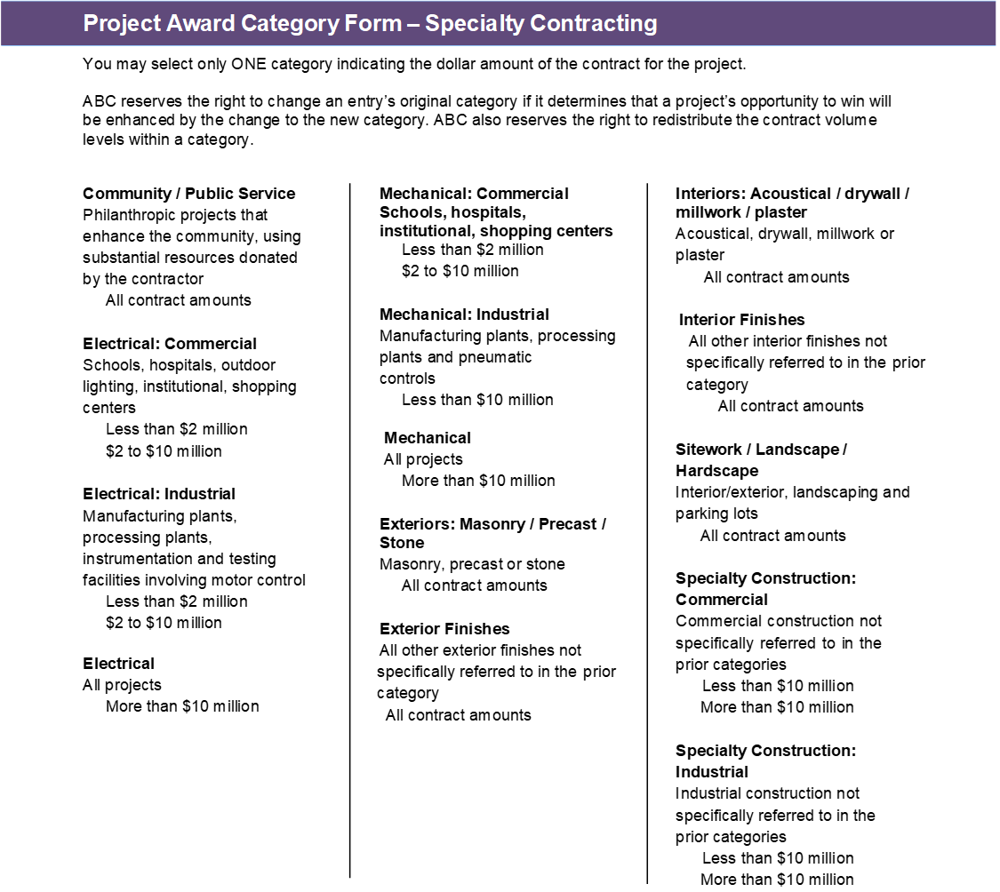 Project Award Category Form – Specialty Contracting
You may select only ONE category indicating the dollar amount of the contract for the project.
ABC reserves the right to change an entry’s original category if it determines that a project’s opportunity to win will
be enhanced by the change to the new category. ABC also reserves the right to redistribute the contract volume
levels within a category.
Community / Public Service
Philanthropic projects that
enhance the community, using
substantial resources donated
by the contractor
All contract amounts
Electrical: Commercial
Schools, hospitals, outdoor
lighting, institutional, shopping
centers
Less than $2 million
$2 to $10 million
Electrical: Industrial
Manufacturing plants,
processing plants,
instrumentation and testing
facilities involving motor control
Less than $2 million
$2 to $10 million
Electrical
All projects
More than $10 million
Mechanical: Commercial
Schools, hospitals,
institutional, shopping centers
Less than $2 million
$2 to $10 million
Mechanical: Industrial
Manufacturing plants, processing
plants and pneumatic
controls
Less than $10 million
Mechanical
All projects
More than $10 million
Exteriors: Masonry / Precast /
Stone
Masonry, precast or stone
All contract amounts
Exterior Finishes
All other exterior finishes not
specifically referred to in the prior
category
All contract amounts
Interiors: Acoustical / drywall /
millwork / plaster
Acoustical, drywall, millwork or
plaster
All contract amounts
Interior Finishes
All other interior finishes not
specifically referred to in the prior
category
All contract amounts
Sitework / Landscape /
Hardscape
Interior/exterior, landscaping and
parking lots
All contract amounts
Specialty Construction:
Commercial
Commercial construction not
specifically referred to in the
prior categories
Less than $10 million
More than $10 million
Specialty Construction:
Industrial
Industrial construction not
specifically referred to in the
prior categories
Less than $10 million
More than $10 million